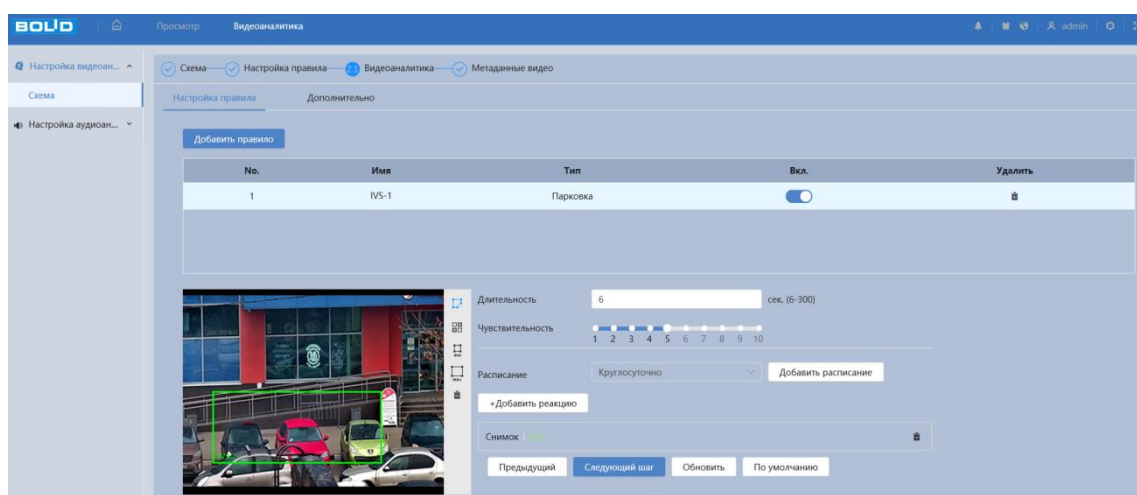 BOLID Просмотр Видеоаналитика admin
Настройка видеоан...
Схема
Настройка аудиоан...
Схема Настройка правила 2.1 Видеоаналитика Метаданные видео
Настройка правила Дополнительно
Добавить правило
No. Имя Тип Вкл. Удалить
1 IVS-1 Парковка
Длительность 6 сек. (6-300)
Чувствительность
1 2 3 4 5 6 7 8 9 10
Расписание Круглосуточно Добавить расписание
+Добавить реакцию
Снимок
Предыдущий Следующий шаг Обновить По умолчанию